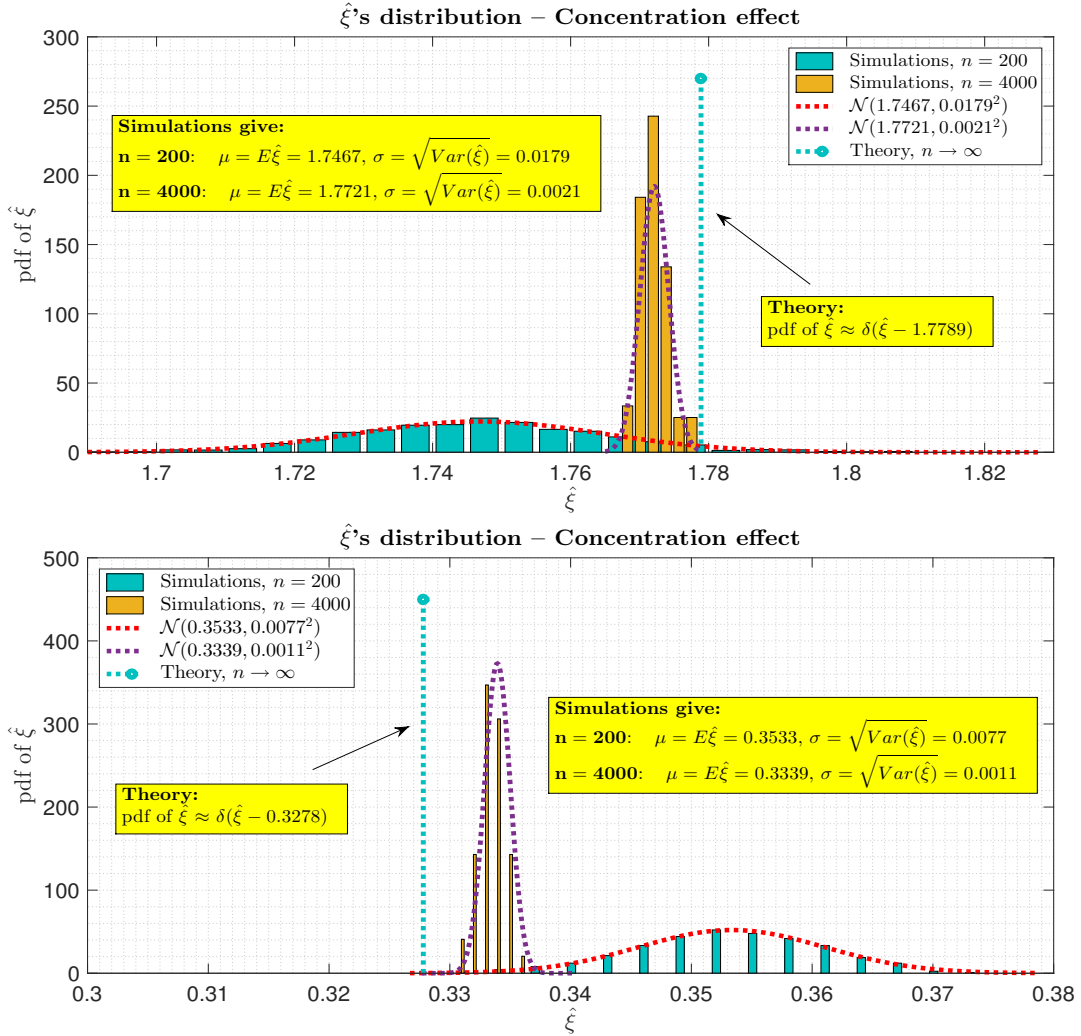 ξ̂'s distribution – Concentration effect
300
250
200
150
100
50
0
pdf of ξ̂
Simulations give:
n = 200: μ = Eξ̂ = 1.7467, σ = √Var(ξ̂) = 0.0179
n = 4000: μ = Eξ̂ = 1.7721, σ = √Var(ξ̂) = 0.0021
Simulations, n = 200
Simulations, n = 4000
N(1.7467, 0.0179²)
N(1.7721, 0.0021²)
Theory, n → ∞
Theory:
pdf of ξ̂ ≈ δ(ξ̂ − 1.7789)
1.7 1.72 1.74 1.76 1.78 1.8 1.82
ξ̂
ξ̂'s distribution – Concentration effect
500
400
300
200
100
0
pdf of ξ̂
Simulations, n = 200
Simulations, n = 4000
N(0.3533, 0.0077²)
N(0.3339, 0.0011²)
Theory, n → ∞
Simulations give:
n = 200: μ = Eξ̂ = 0.3533, σ = √Var(ξ̂) = 0.0077
n = 4000: μ = Eξ̂ = 0.3339, σ = √Var(ξ̂) = 0.0011
Theory:
pdf of ξ̂ ≈ δ(ξ̂ − 0.3278)
0.3 0.31 0.32 0.33 0.34 0.35 0.36 0.37 0.38
ξ̂